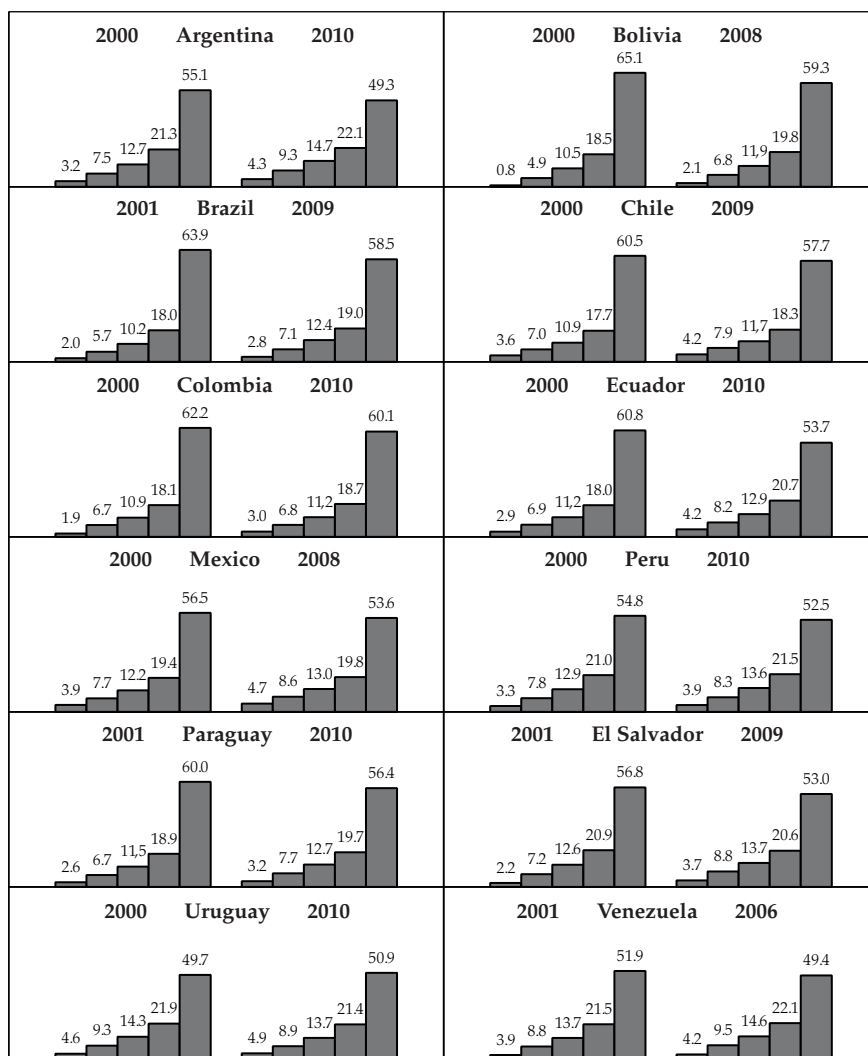 2000 Argentina 2010
3.2 7.5 12.7 21.3 55.1 4.3 9.3 14.7 22.1 49.3
2000 Bolivia 2008
0.8 4.9 10.5 18.5 65.1 2.1 6.8 11,9 19.8 59.3
2001 Brazil 2009
2.0 5.7 10.2 18.0 63.9 2.8 7.1 12.4 19.0 58.5
2000 Chile 2009
3.6 7.0 10.9 17.7 60.5 4.2 7.9 11,7 18.3 57.7
2000 Colombia 2010
1.9 6.7 10.9 18.1 62.2 3.0 6.8 11,2 18.7 60.1
2000 Ecuador 2010
2.9 6.9 11,2 18.0 60.8 4.2 8.2 12.9 20.7 53.7
2000 Mexico 2008
3.9 7.7 12.2 19.4 56.5 4.7 8.6 13.0 19.8 53.6
2000 Peru 2010
3.3 7.8 12.9 21.0 54.8 3.9 8.3 13.6 21.5 52.5
2001 Paraguay 2010
2.6 6.7 11,5 18.9 60.0 3.2 7.7 12.7 19.7 56.4
2001 El Salvador 2009
2.2 7.2 12.6 20.9 56.8 3.7 8.8 13.7 20.6 53.0
2000 Uruguay 2010
4.6 9.3 14.3 21.9 49.7 4.9 8.9 13.7 21.4 50.9
2001 Venezuela 2006
3.9 8.8 13.7 21.5 51.9 4.2 9.5 14.6 22.1 49.4